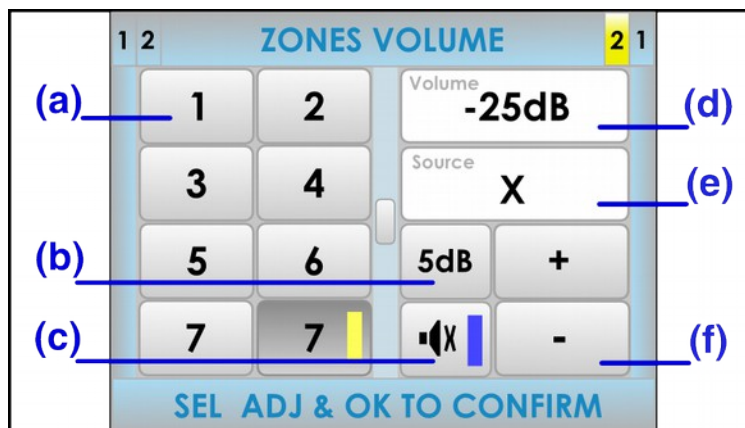 1 2 ZONES VOLUME 2 1
(a) 1 2 Volume -25dB (d)
3 4 Source X (e)
(b) 5 6 5dB +
(c) 7 7 X - (f)
SEL ADJ & OK TO CONFIRM